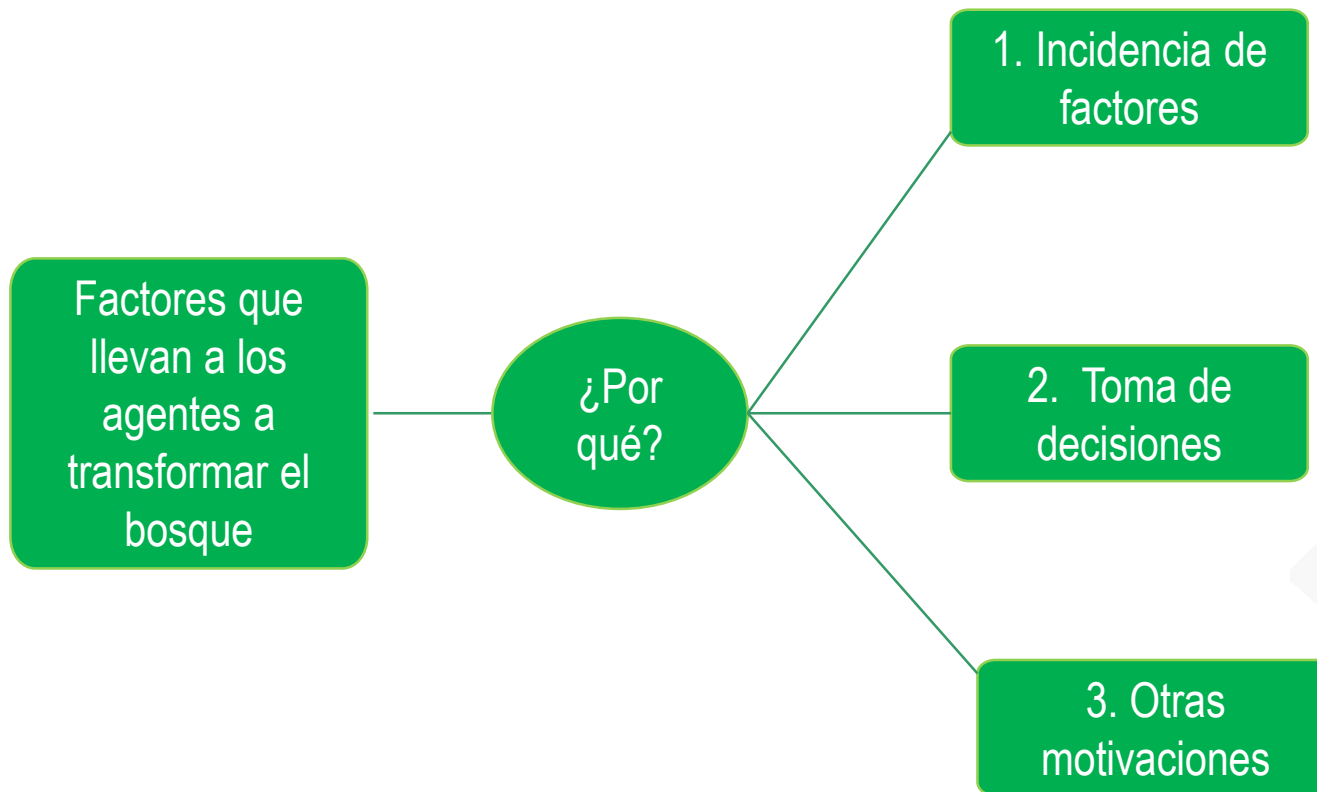 Factores que
llevan a los
agentes a
transformar el
bosque
¿Por
qué?
1. Incidencia de
factores
2. Toma de
decisiones
3. Otras
motivaciones